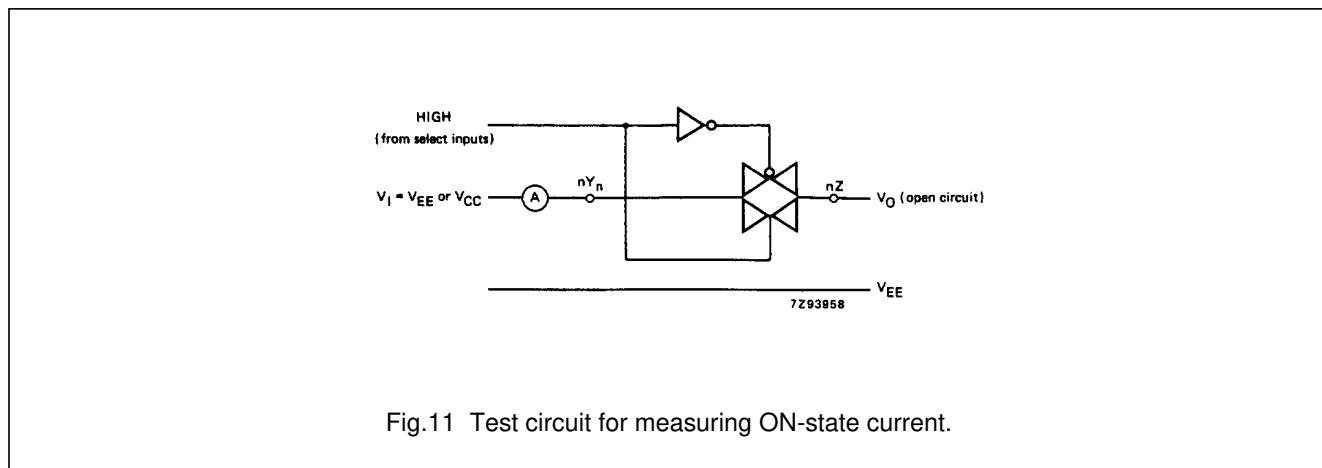 HIGH
(from select inputs)
V_I = V_EE or V_CC
A
nY_n
nZ
V_O (open circuit)
V_EE
7Z93958
Fig.11 Test circuit for measuring ON-state current.